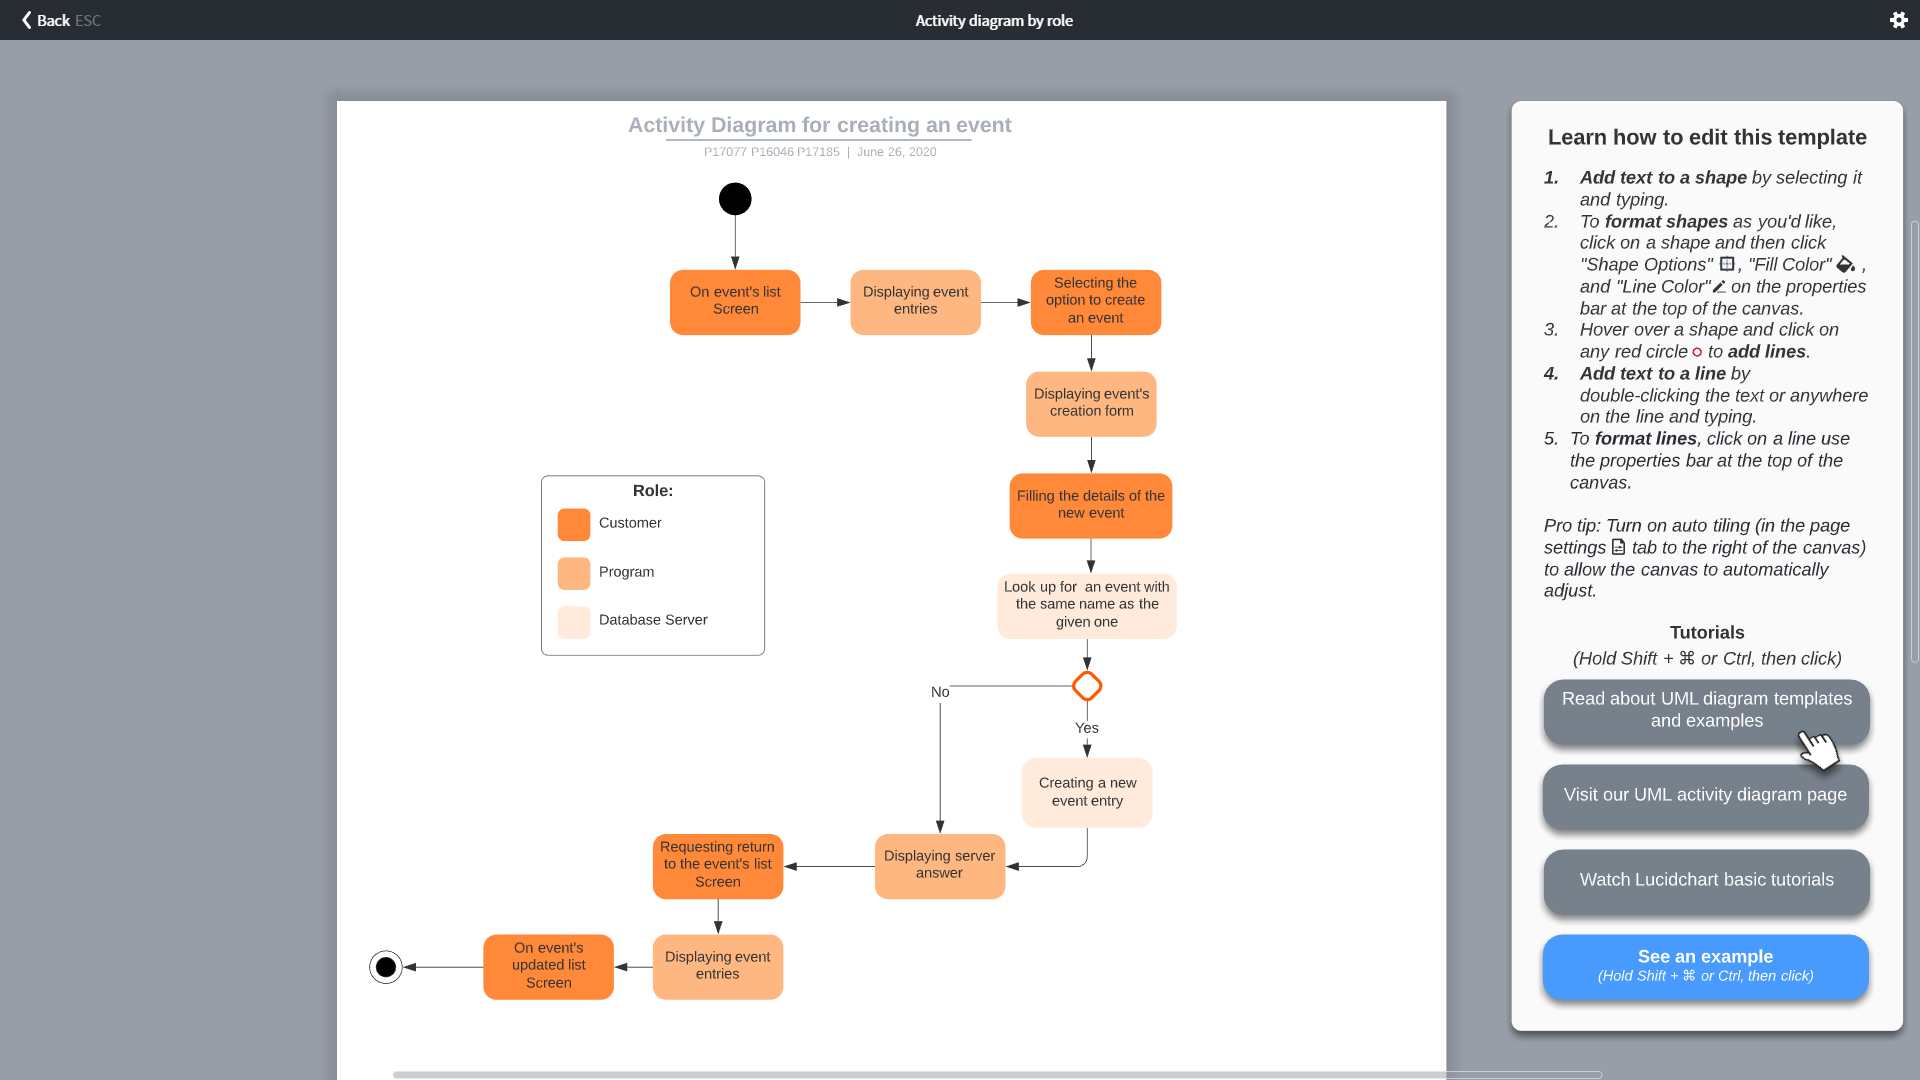 Back ESC
Activity diagram by role
Activity Diagram for creating an event
P17077 P16046 P17185 | June 26, 2020
On event's list
Screen
Displaying event
entries
Selecting the
option to create
an event
Displaying event's
creation form
Filling the details of the
new event
Look up for an event with
the same name as the
given one
Role:
Customer
Program
Database Server
No
Yes
Creating a new
event entry
Displaying server
answer
Requesting return
to the event's list
Screen
Displaying event
entries
On event's
updated list
Screen
Learn how to edit this template
1. Add text to a shape by selecting it
and typing.
2. To format shapes as you'd like,
click on a shape and then click
"Shape Options" , "Fill Color" ,
and "Line Color" on the properties
bar at the top of the canvas.
3. Hover over a shape and click on
any red circle to add lines.
4. Add text to a line by
double-clicking the text or anywhere
on the line and typing.
5. To format lines, click on a line use
the properties bar at the top of the
canvas.
Pro tip: Turn on auto tiling (in the page
settings tab to the right of the canvas)
to allow the canvas to automatically
adjust.
Tutorials
(Hold Shift + ⌘ or Ctrl, then click)
Read about UML diagram templates
and examples
Visit our UML activity diagram page
Watch Lucidchart basic tutorials
See an example
(Hold Shift + ⌘ or Ctrl, then click)